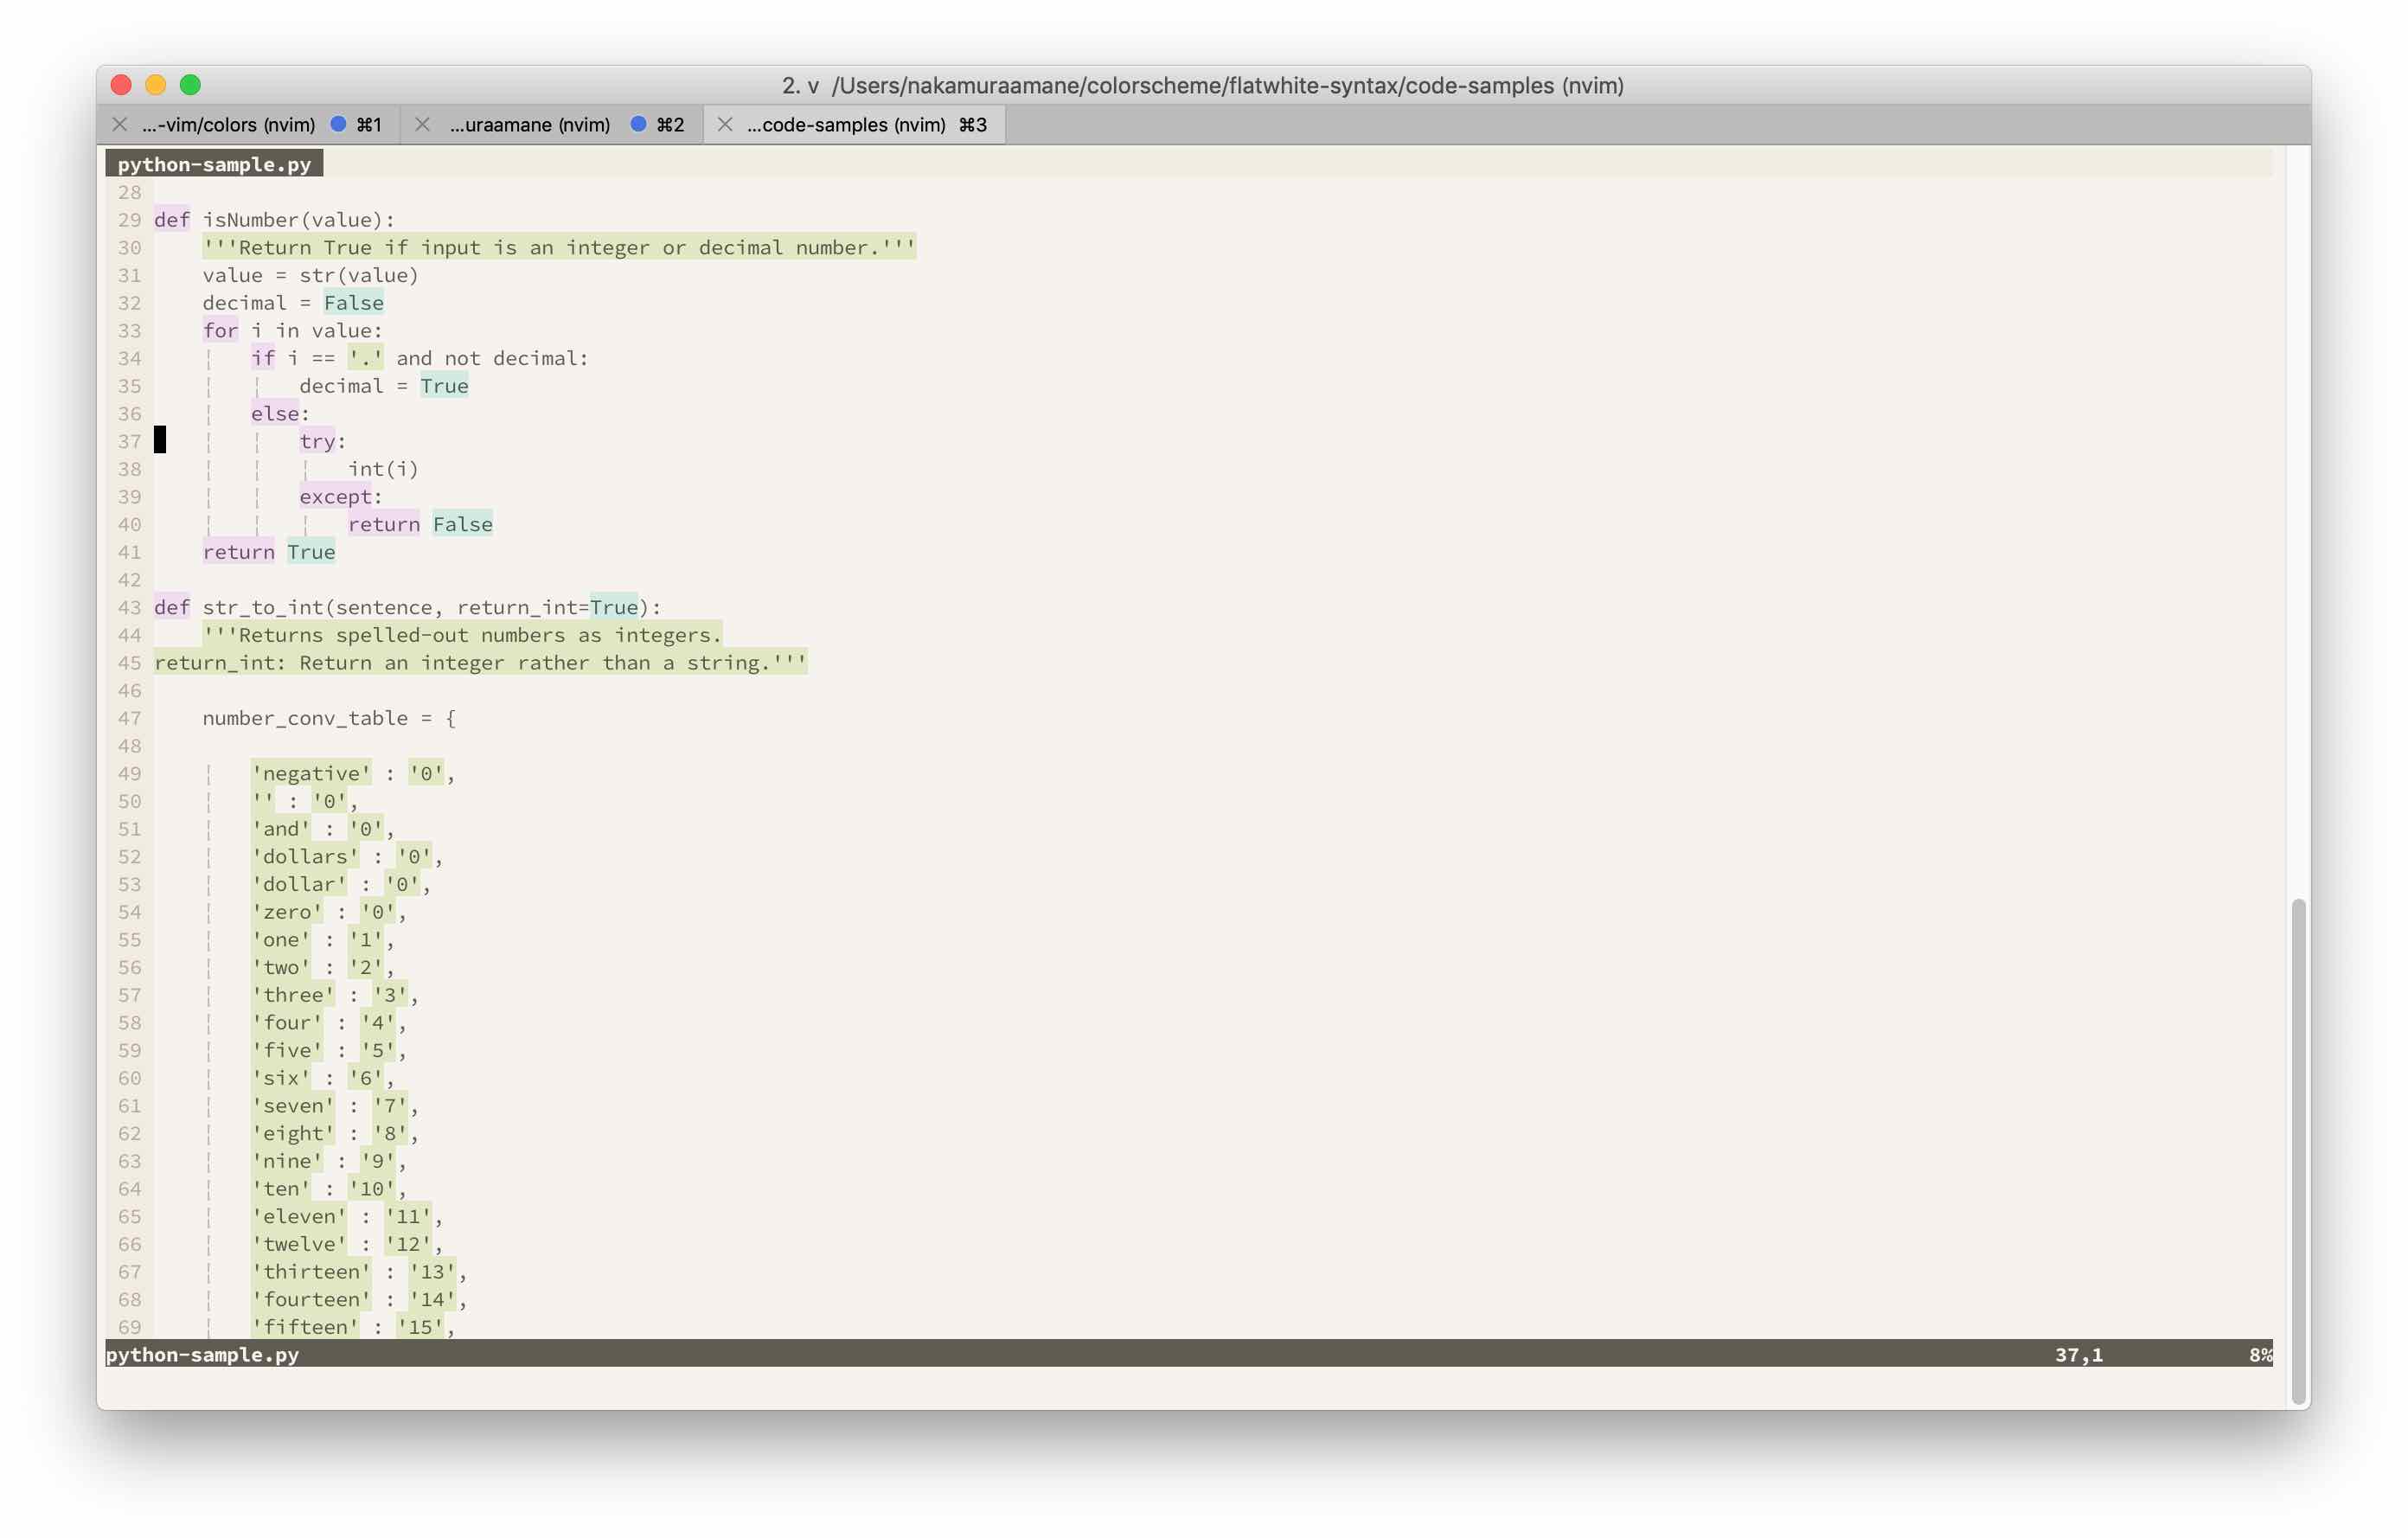 2. v  /Users/nakamuraamane/colorscheme/flatwhite-syntax/code-samples (nvim)
...-vim/colors (nvim) ⌘1 ...uraamane (nvim) ⌘2 ...code-samples (nvim) ⌘3
python-sample.py
28
29 def isNumber(value):
30     '''Return True if input is an integer or decimal number.'''
31     value = str(value)
32     decimal = False
33     for i in value:
34         if i == '.' and not decimal:
35             decimal = True
36         else:
37             try:
38                 int(i)
39             except:
40                 return False
41     return True
42
43 def str_to_int(sentence, return_int=True):
44     '''Returns spelled-out numbers as integers.
45 return_int: Return an integer rather than a string.'''
46
47     number_conv_table = {
48
49         'negative' : '0',
50         '' : '0',
51         'and' : '0',
52         'dollars' : '0',
53         'dollar' : '0',
54         'zero' : '0',
55         'one' : '1',
56         'two' : '2',
57         'three' : '3',
58         'four' : '4',
59         'five' : '5',
60         'six' : '6',
61         'seven' : '7',
62         'eight' : '8',
63         'nine' : '9',
64         'ten' : '10',
65         'eleven' : '11',
66         'twelve' : '12',
67         'thirteen' : '13',
68         'fourteen' : '14',
69         'fifteen' : '15',
python-sample.py 37,1 8%